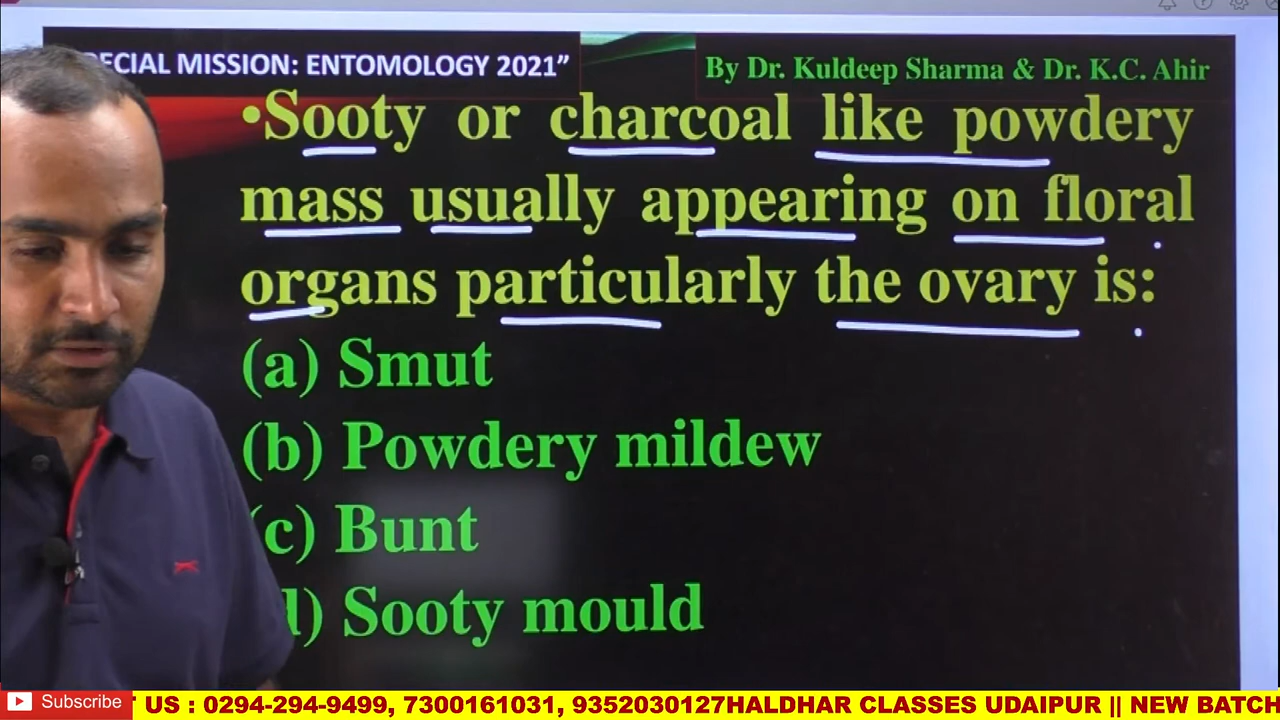 ECIAL MISSION: ENTOMOLOGY 2021”
By Dr. Kuldeep Sharma & Dr. K.C. Ahir
•Sooty or charcoal like powdery
mass usually appearing on floral
organs particularly the ovary is:
(a) Smut
(b) Powdery mildew
(c) Bunt
d) Sooty mould
Subscribe
T US : 0294-294-9499, 7300161031, 9352030127HALDHAR CLASSES UDAIPUR || NEW BATCH